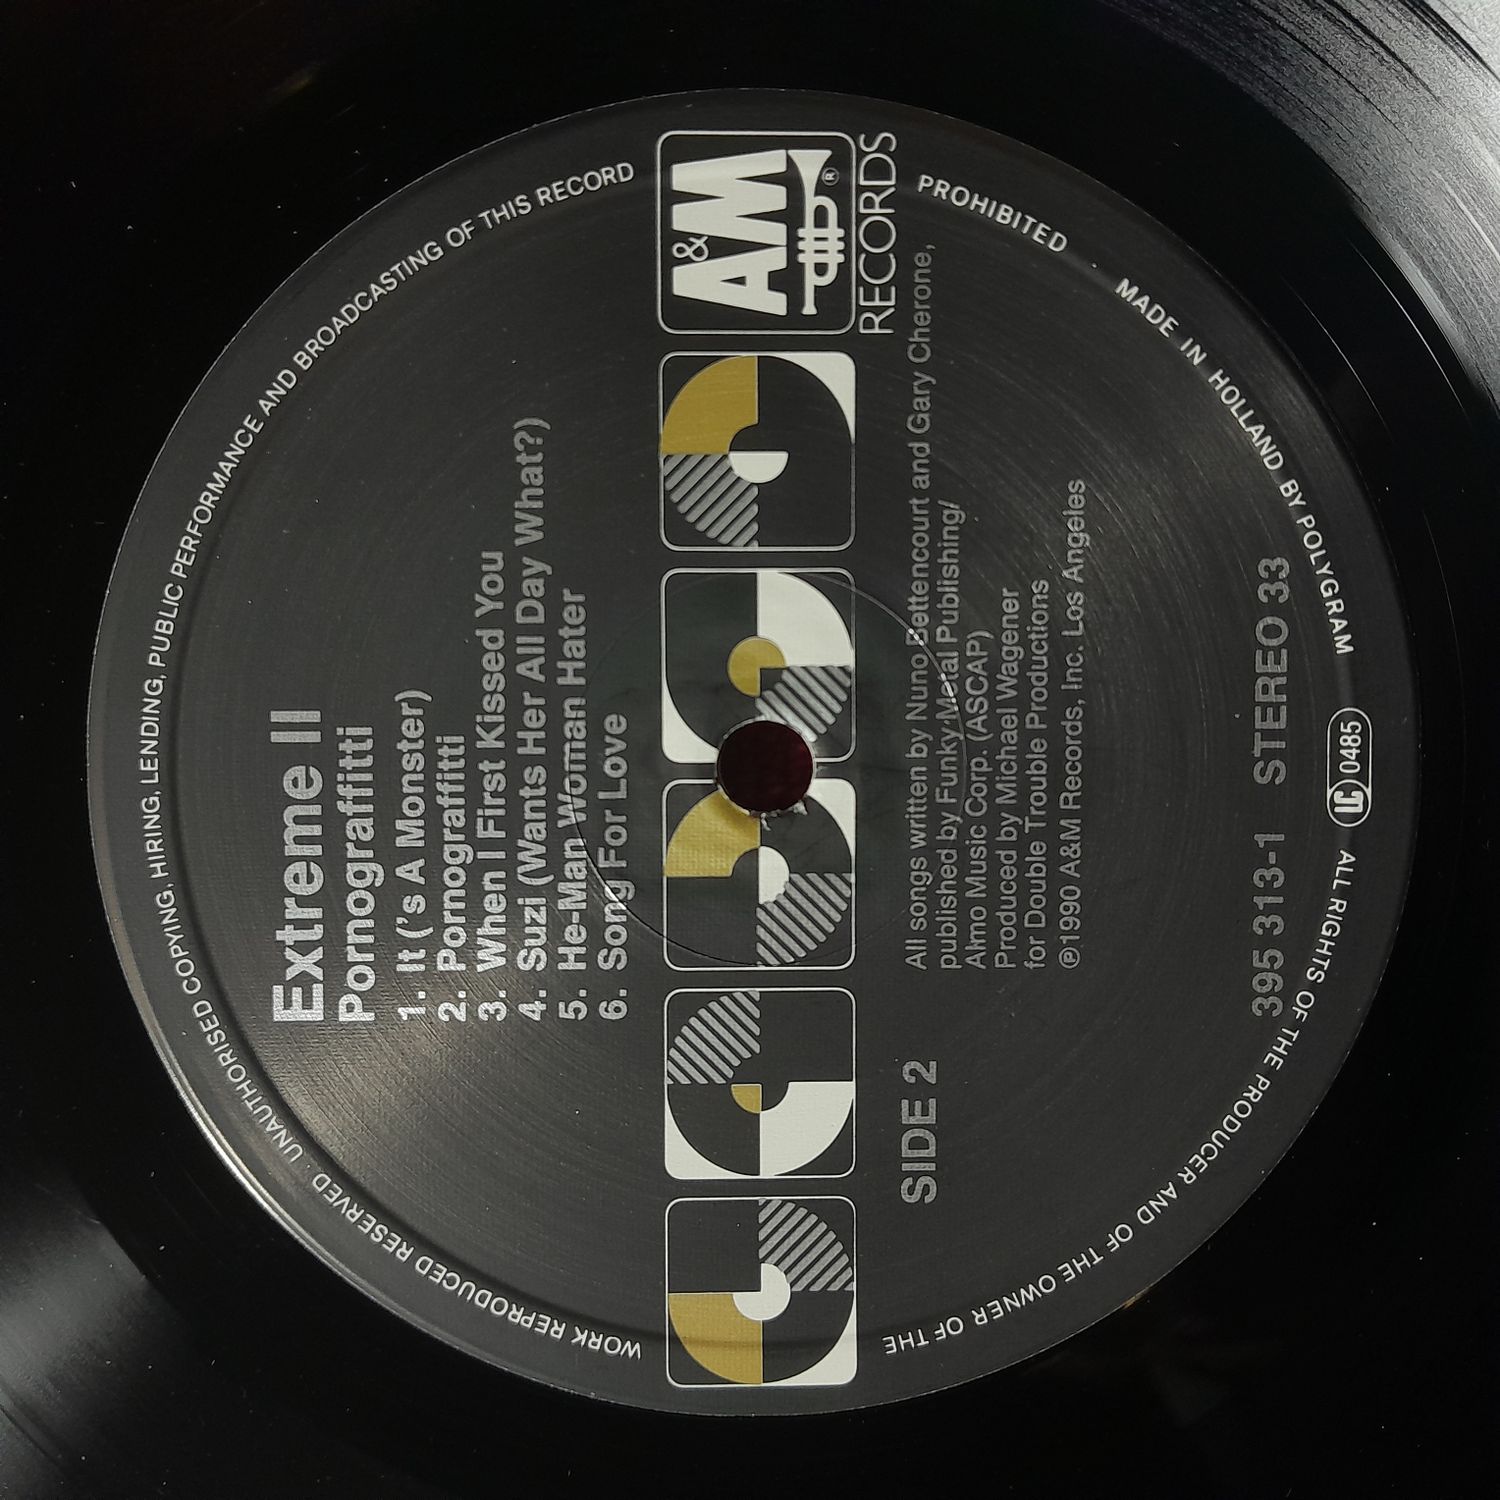 A&M
®
RECORDS
Extreme II
Pornograffitti
1. It ('s A Monster)
2. Pornograffitti
3. When I First Kissed You
4. Suzi (Wants Her All Day What?)
5. He-Man Woman Hater
6. Song For Love
SIDE 2
All songs written by Nuno Bettencourt and Gary Cherone,
published by Funky Metal Publishing/
Almo Music Corp. (ASCAP)
Produced by Michael Wagener
for Double Trouble Productions
℗1990 A&M Records, Inc. Los Angeles
395 313-1 STEREO 33
LC 0485
ALL RIGHTS OF THE PRODUCER AND OF THE OWNER OF THE WORK REPRODUCED RESERVED · UNAUTHORISED COPYING, HIRING, LENDING, PUBLIC PERFORMANCE AND BROADCASTING OF THIS RECORD PROHIBITED · MADE IN HOLLAND BY POLYGRAM